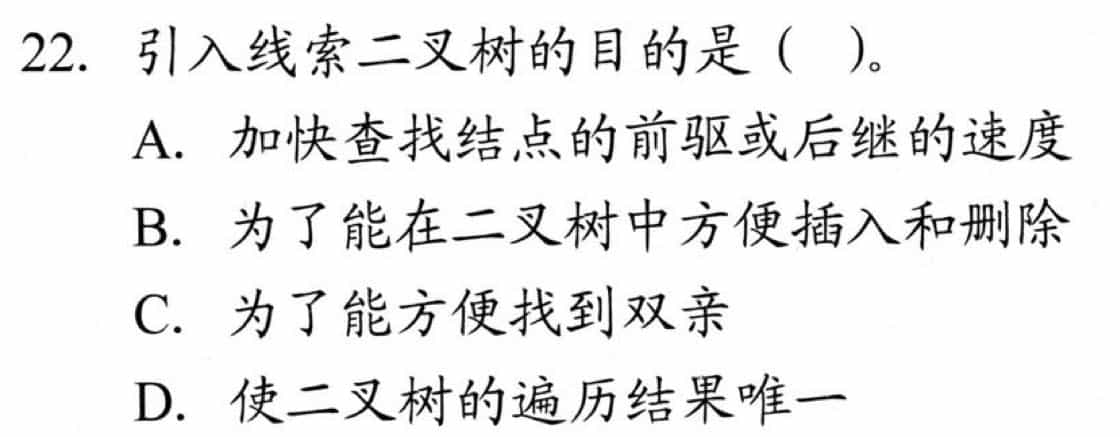 22. 引入线索二叉树的目的是（ ）。
A. 加快查找结点的前驱或后继的速度
B. 为了能在二叉树中方便插入和删除
C. 为了能方便找到双亲
D. 使二叉树的遍历结果唯一